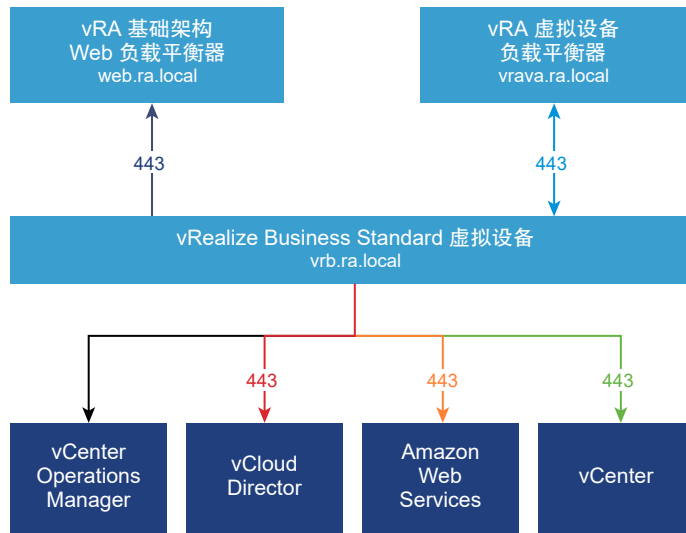 vRA 基础架构
Web 负载平衡器
web.ra.local
vRA 虚拟设备
负载平衡器
vrava.ra.local
443
443
vRealize Business Standard 虚拟设备
vrb.ra.local
443
443
443
vCenter
Operations
Manager
vCloud
Director
Amazon
Web
Services
vCenter